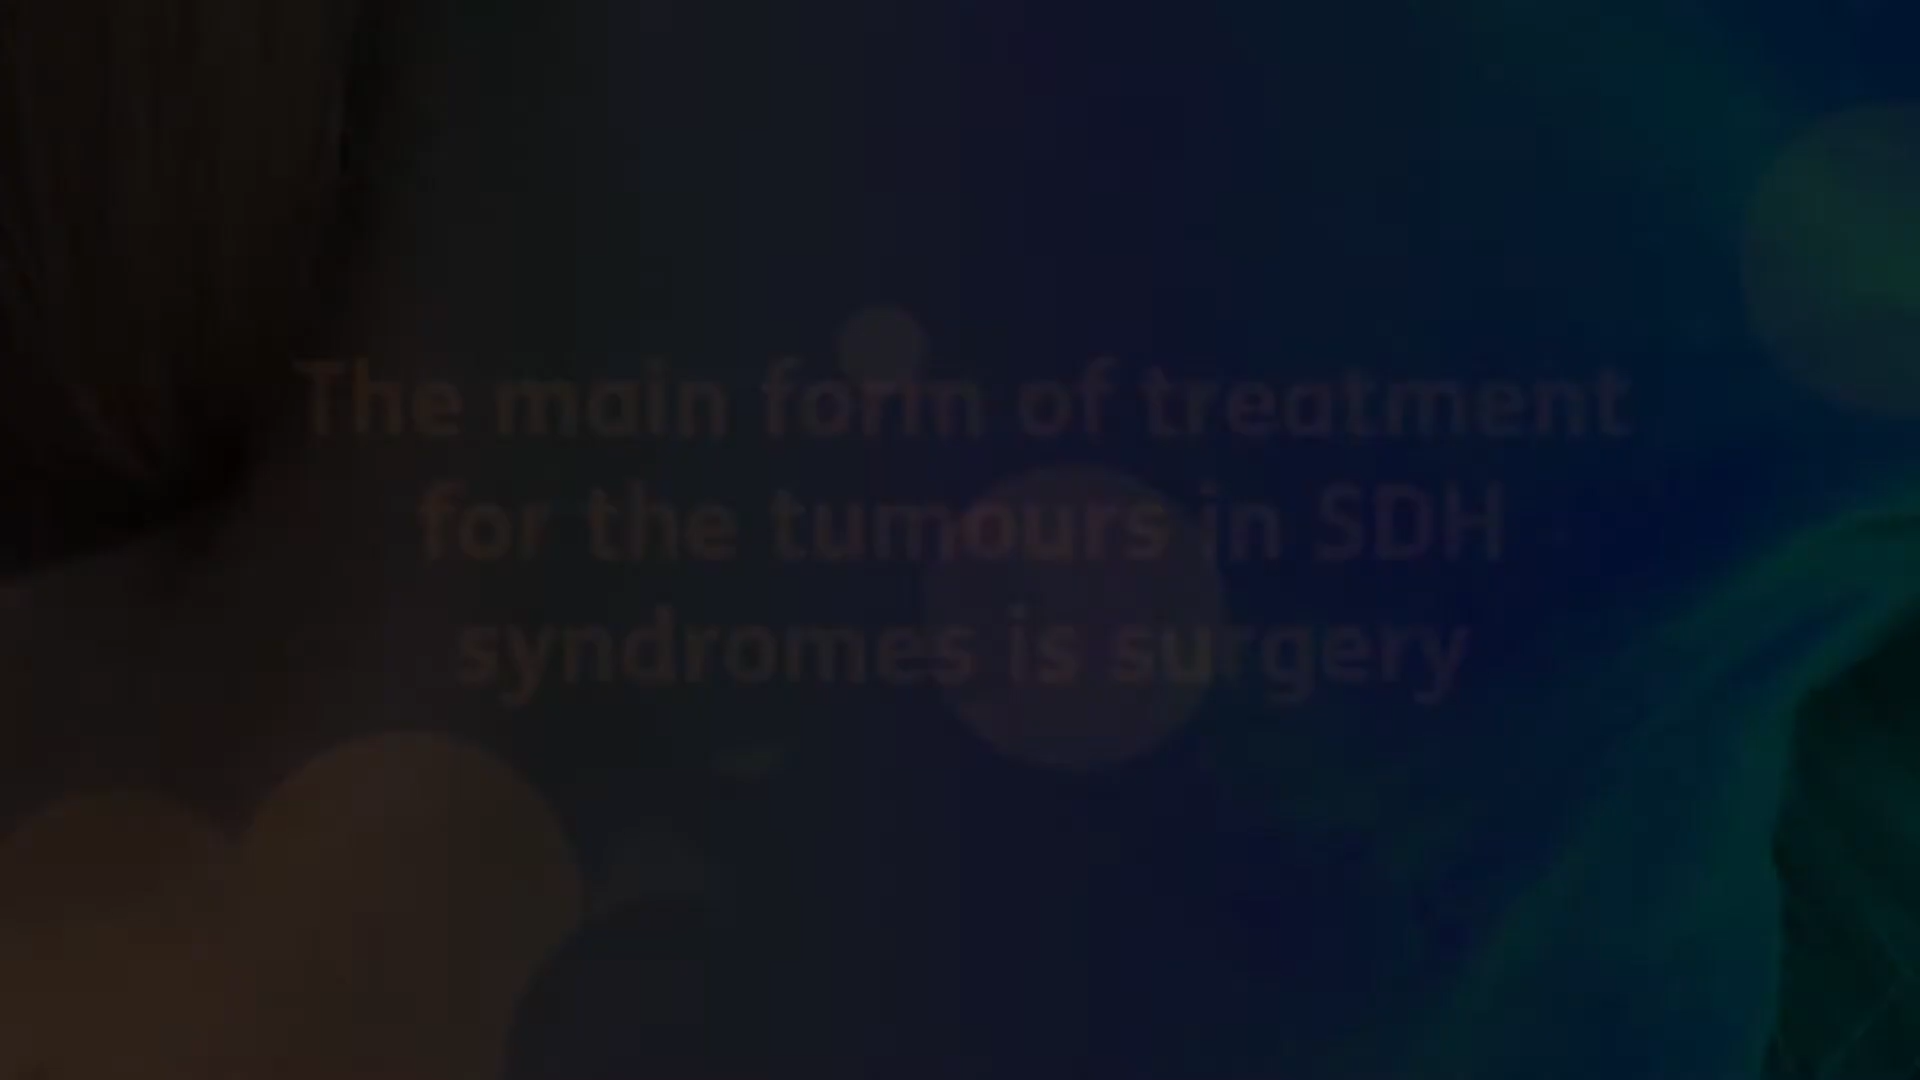 The main form of treatment
for the tumours in SDH
syndromes is surgery